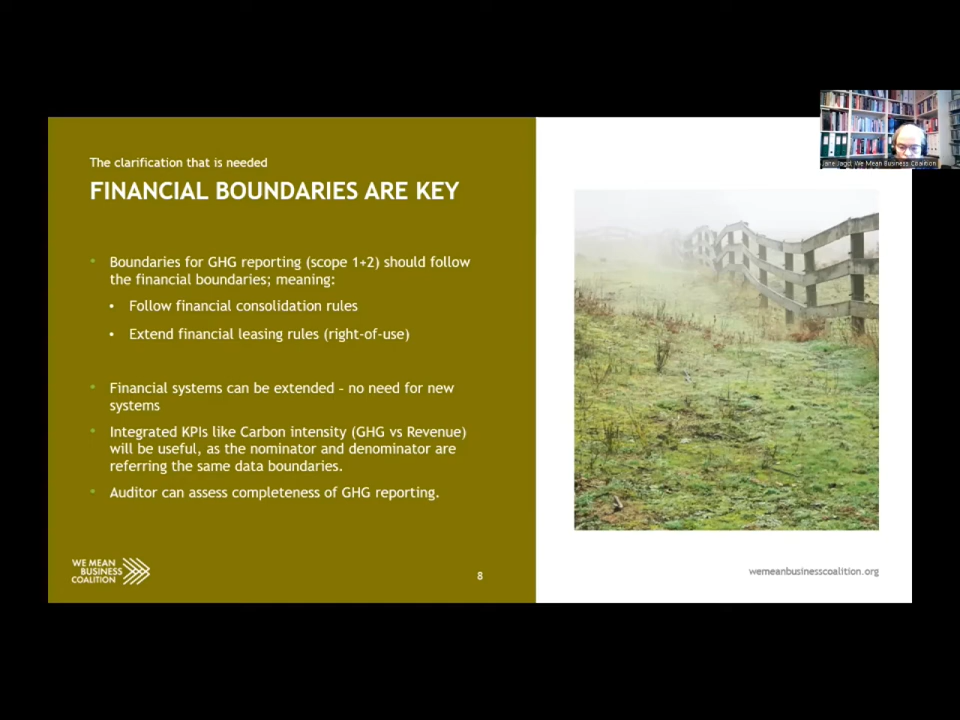 The clarification that is needed
FINANCIAL BOUNDARIES ARE KEY
• Boundaries for GHG reporting (scope 1+2) should follow
the financial boundaries; meaning:
• Follow financial consolidation rules
• Extend financial leasing rules (right-of-use)
• Financial systems can be extended – no need for new
systems
• Integrated KPIs like Carbon intensity (GHG vs Revenue)
will be useful, as the nominator and denominator are
referring the same data boundaries.
• Auditor can assess completeness of GHG reporting.
WE MEAN
BUSINESS
COALITION
8
wemeanbusinesscoalition.org
We Mean Business Coalition